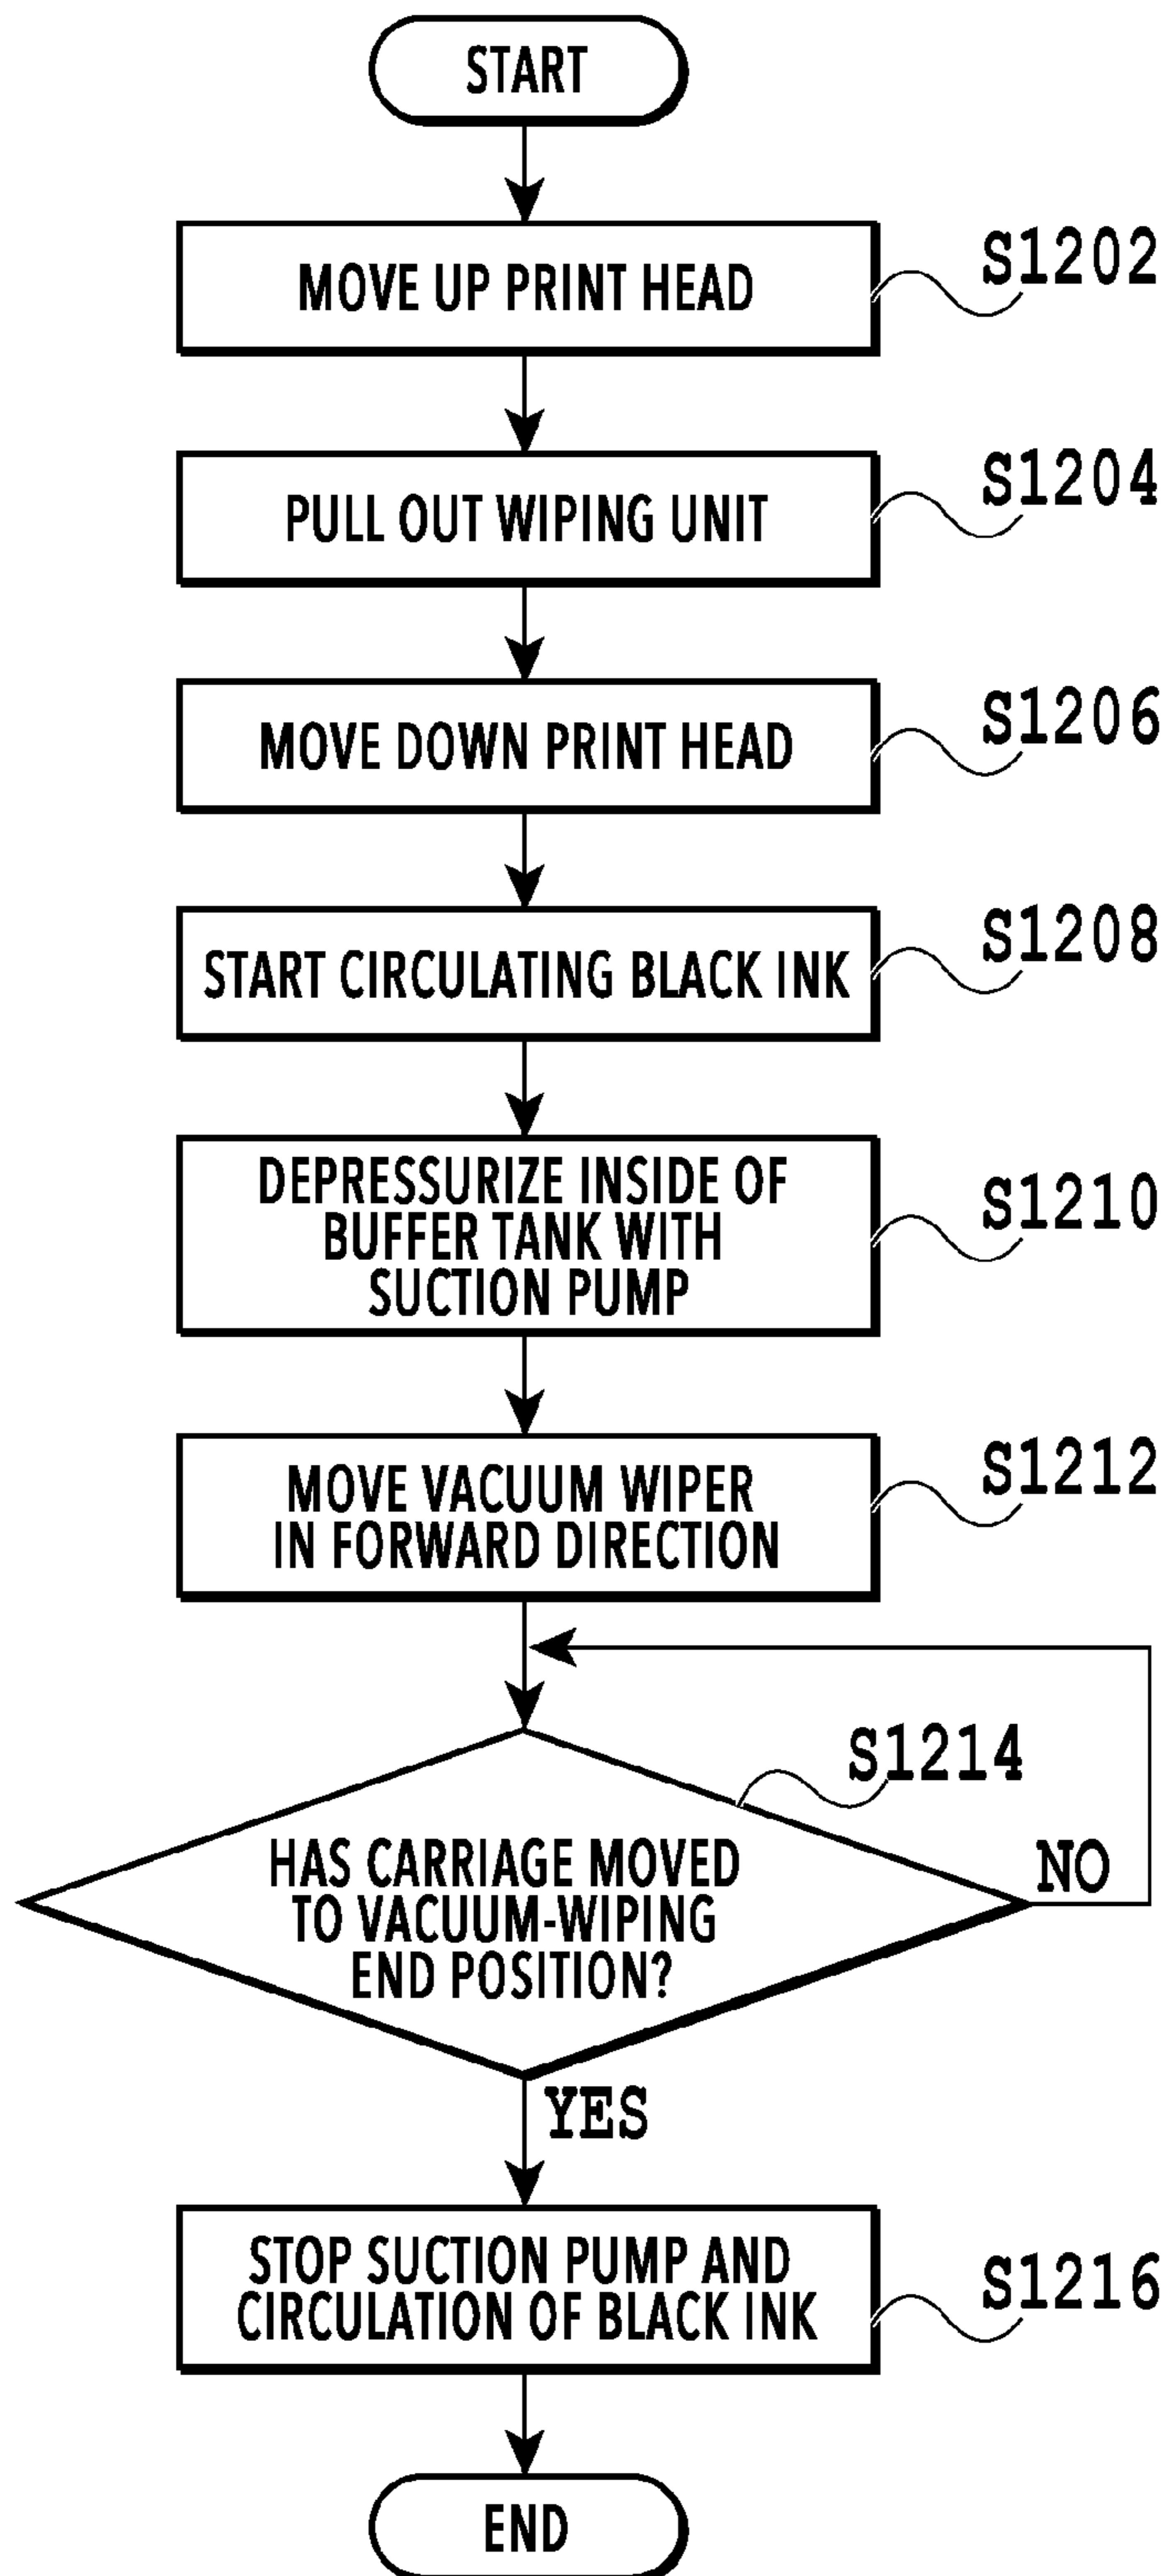 START
MOVE UP PRINT HEAD
S1202
PULL OUT WIPING UNIT
S1204
MOVE DOWN PRINT HEAD
S1206
START CIRCULATING BLACK INK
S1208
DEPRESSURIZE INSIDE OF
BUFFER TANK WITH
SUCTION PUMP
S1210
MOVE VACUUM WIPER
IN FORWARD DIRECTION
S1212
S1214
HAS CARRIAGE MOVED
TO VACUUM-WIPING
END POSITION?
NO
YES
STOP SUCTION PUMP AND
CIRCULATION OF BLACK INK
S1216
END